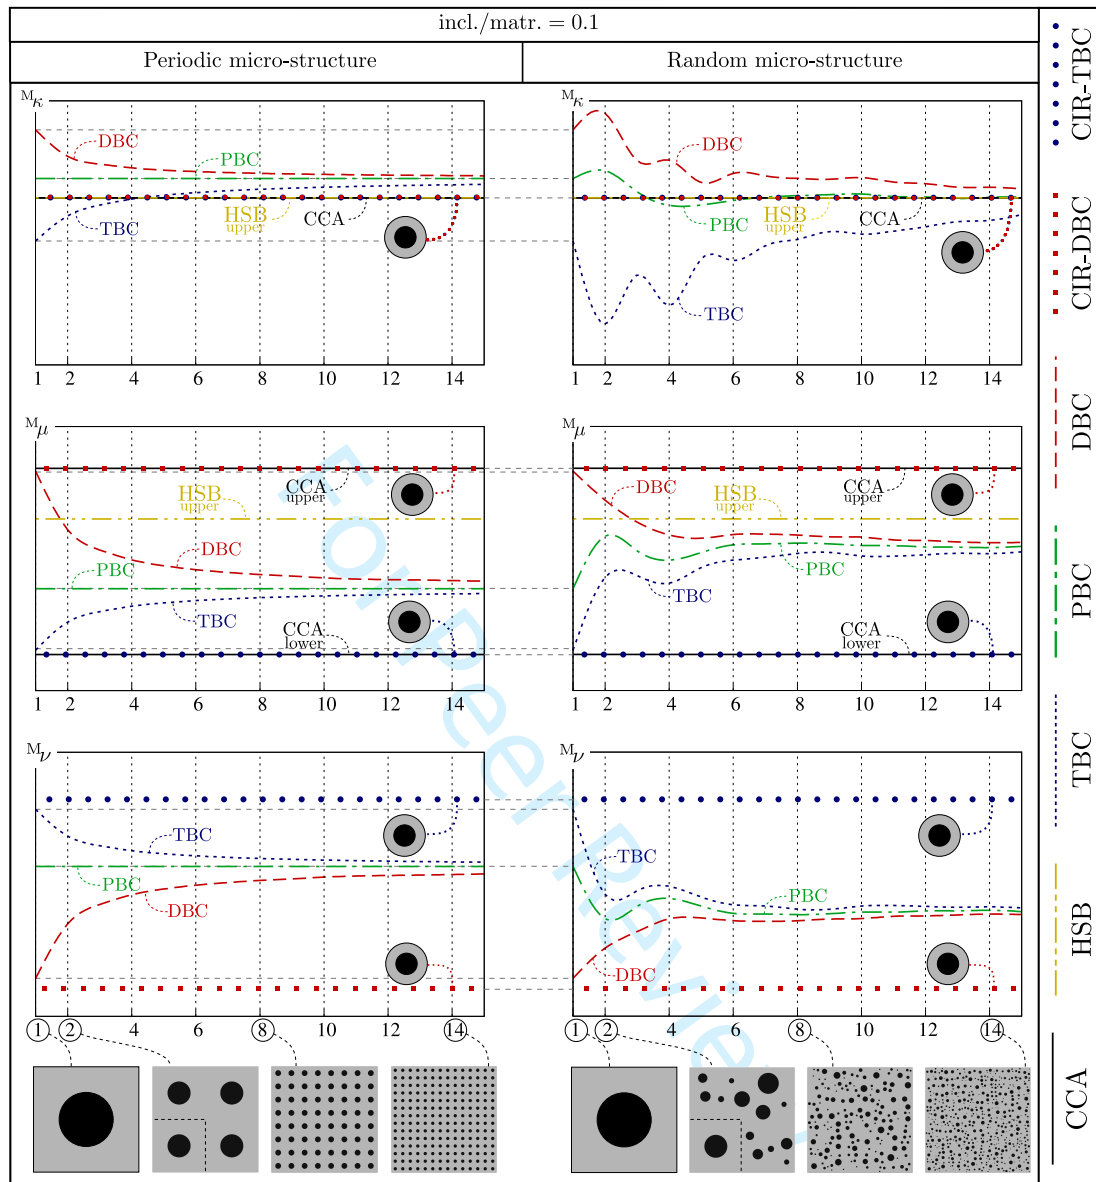 incl./matr. = 0.1
Periodic micro-structure
Random micro-structure
Mκ
DBC
PBC
TBC
HSB
upper
CCA
1 2 4 6 8 10 12 14
Mκ
DBC
PBC
HSB
upper
CCA
TBC
1 2 4 6 8 10 12 14
Mμ
CCA
upper
HSB
upper
DBC
PBC
TBC
CCA
lower
1 2 4 6 8 10 12 14
Mμ
DBC
HSB
upper
CCA
upper
PBC
TBC
CCA
lower
1 2 4 6 8 10 12 14
Mν
TBC
PBC
DBC
1 2 4 6 8 10 12 14
Mν
TBC
PBC
DBC
1 2 4 6 8 10 12 14
CIR-TBC
CIR-DBC
DBC
PBC
TBC
HSB
CCA
For Peer Review